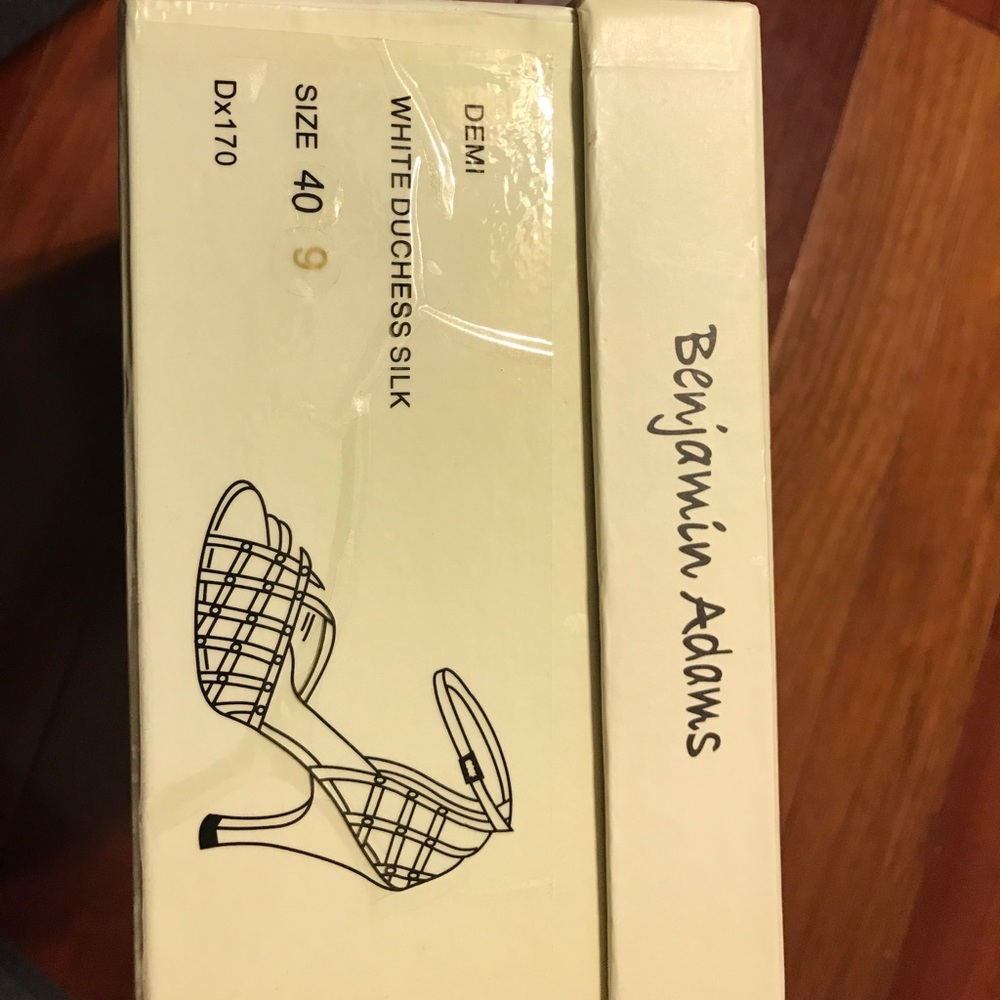 Benjamin Adams
DEMI
WHITE DUCHESS SILK
SIZE 40 9
Dx170